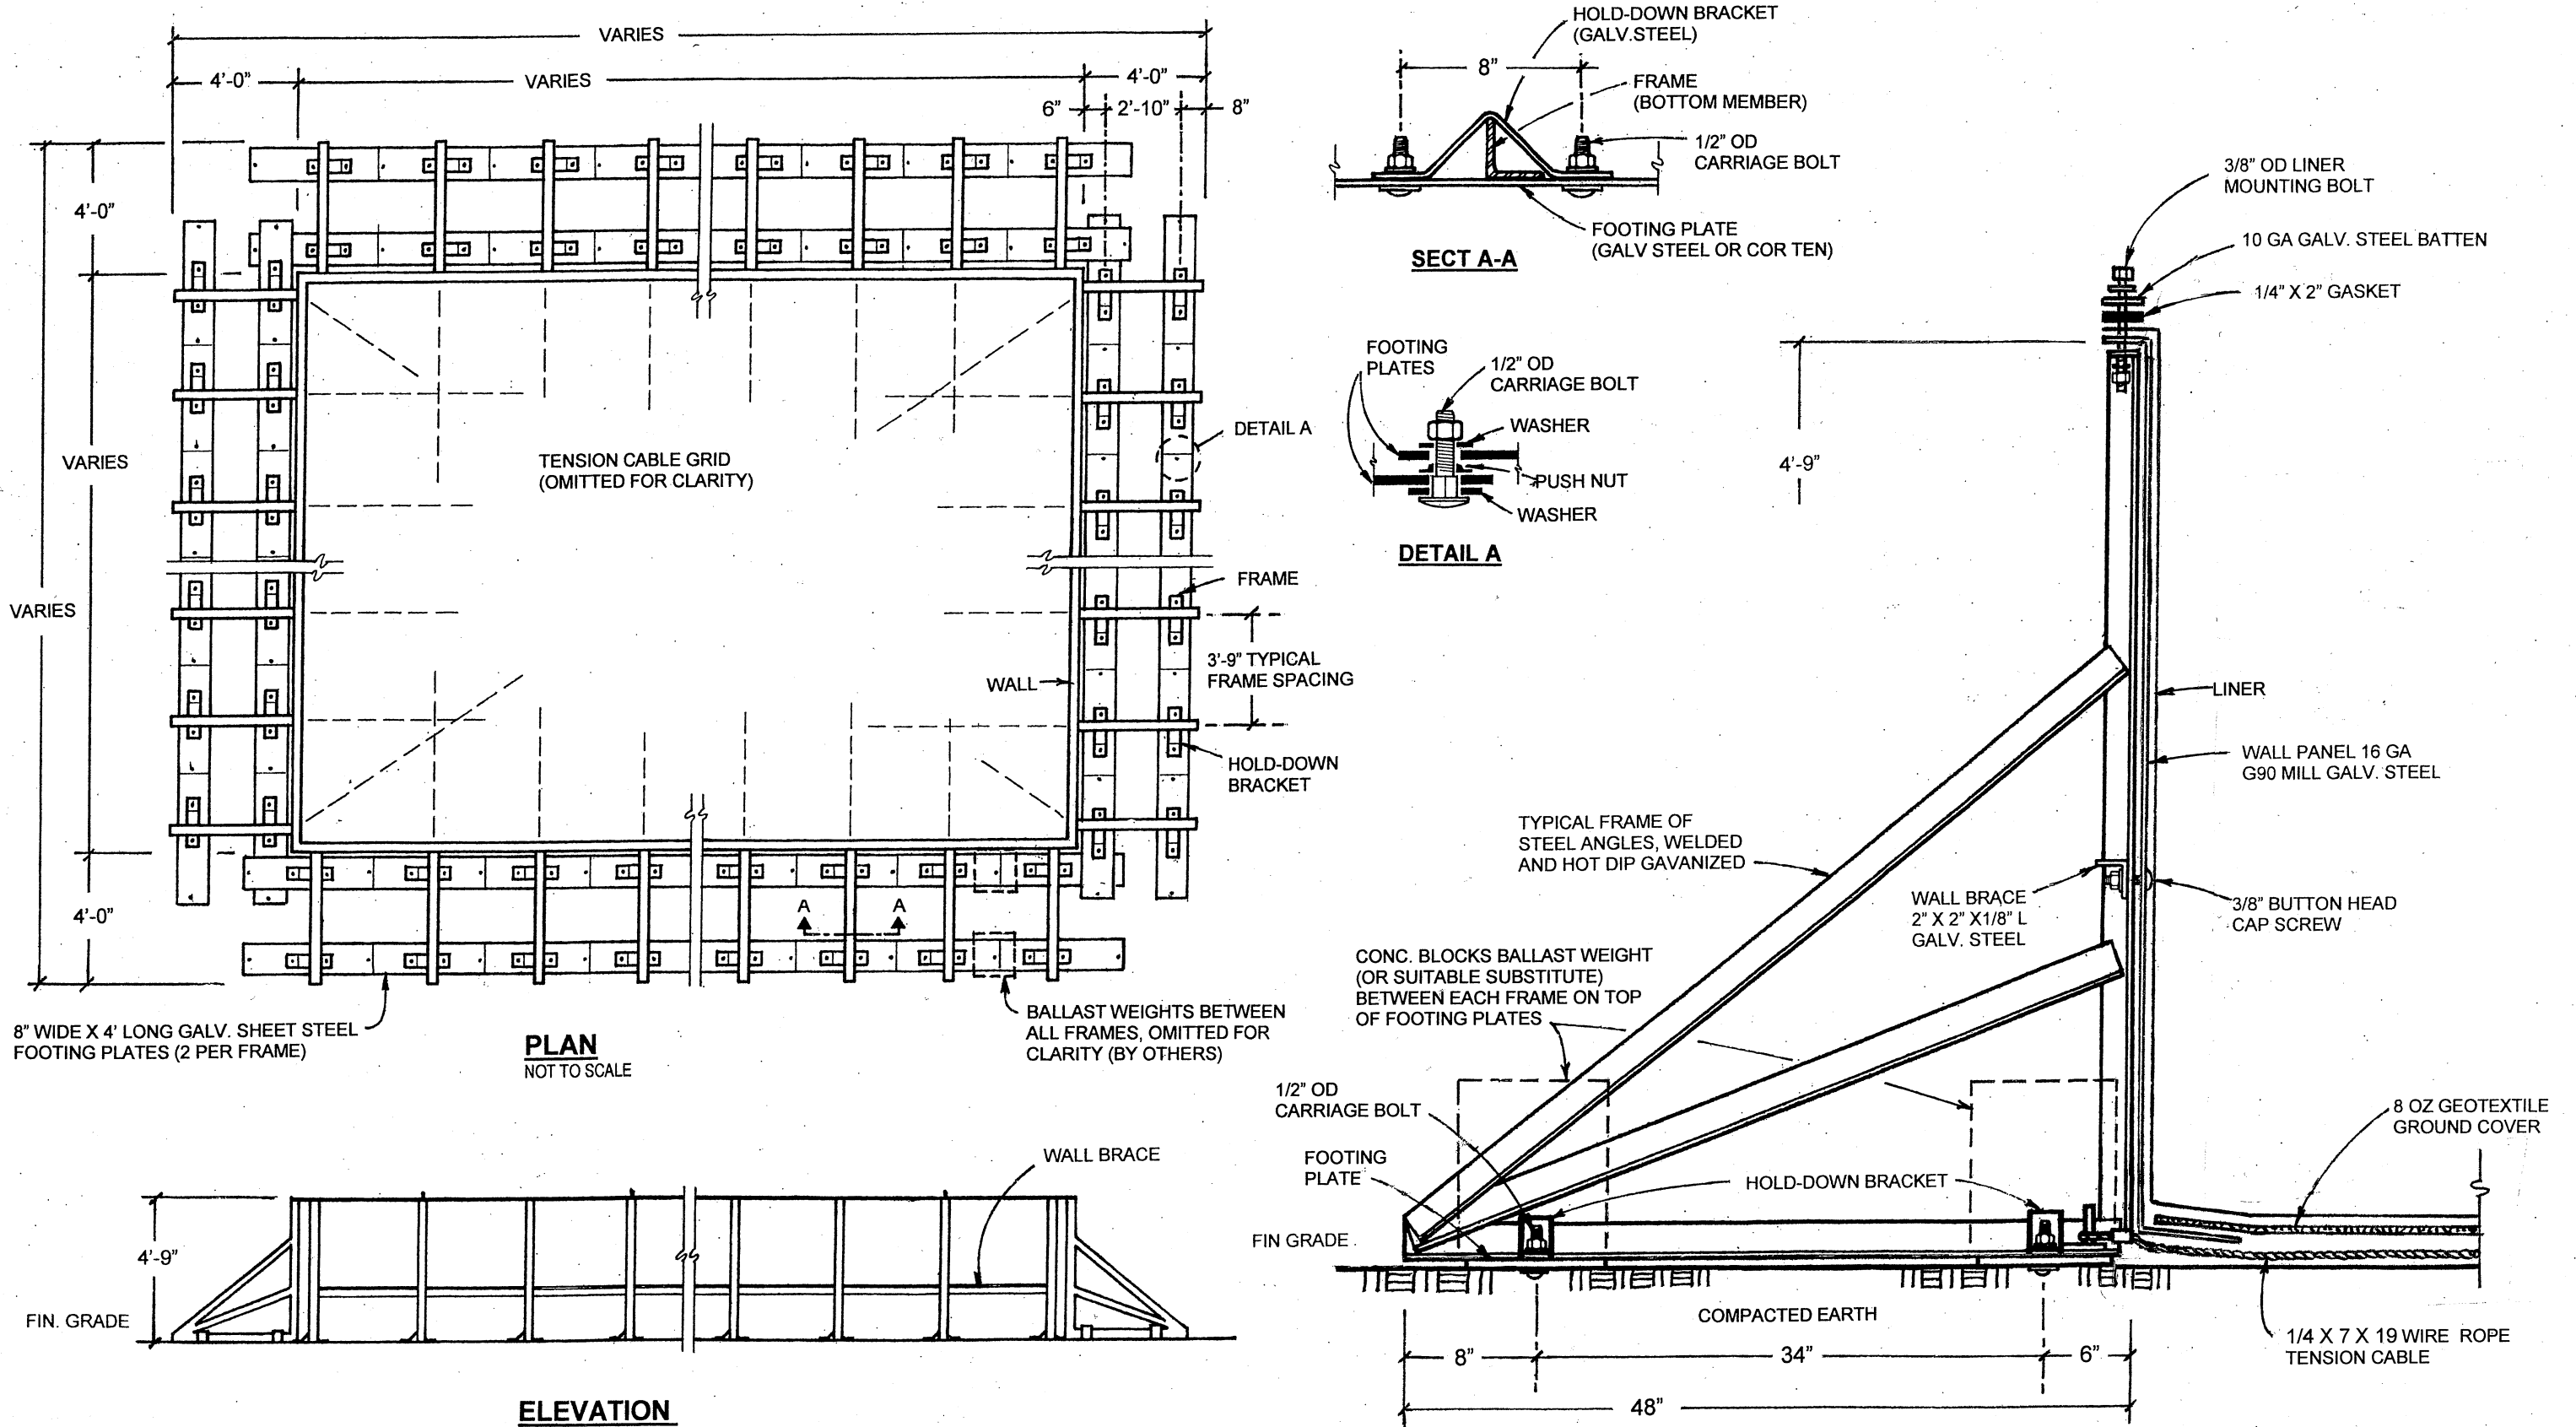 VARIES
4'-0"
VARIES
4'-0"
6"
2'-10"
8"
4'-0"
VARIES
VARIES
4'-0"
TENSION CABLE GRID
(OMITTED FOR CLARITY)
DETAIL A
FRAME
3'-9" TYPICAL
FRAME SPACING
WALL
HOLD-DOWN
BRACKET
A
A
8" WIDE X 4' LONG GALV. SHEET STEEL
FOOTING PLATES (2 PER FRAME)
PLAN
NOT TO SCALE
BALLAST WEIGHTS BETWEEN
ALL FRAMES, OMITTED FOR
CLARITY (BY OTHERS)
WALL BRACE
4'-9"
FIN. GRADE
ELEVATION
HOLD-DOWN BRACKET
(GALV.STEEL)
8"
FRAME
(BOTTOM MEMBER)
1/2" OD
CARRIAGE BOLT
FOOTING PLATE
(GALV STEEL OR COR TEN)
SECT A-A
FOOTING
PLATES
1/2" OD
CARRIAGE BOLT
WASHER
PUSH NUT
WASHER
DETAIL A
3/8" OD LINER
MOUNTING BOLT
10 GA GALV. STEEL BATTEN
1/4" X 2" GASKET
4'-9"
LINER
WALL PANEL 16 GA
G90 MILL GALV. STEEL
TYPICAL FRAME OF
STEEL ANGLES, WELDED
AND HOT DIP GAVANIZED
WALL BRACE
2" X 2" X1/8" L
GALV. STEEL
3/8" BUTTON HEAD
CAP SCREW
CONC. BLOCKS BALLAST WEIGHT
(OR SUITABLE SUBSTITUTE)
BETWEEN EACH FRAME ON TOP
OF FOOTING PLATES
1/2" OD
CARRIAGE BOLT
8 OZ GEOTEXTILE
GROUND COVER
FOOTING
PLATE
HOLD-DOWN BRACKET
FIN GRADE
COMPACTED EARTH
1/4 X 7 X 19 WIRE ROPE
TENSION CABLE
8"
34"
6"
48"